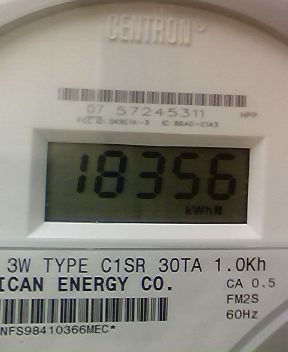 CENTRON
07 57245311 HPP
18356
kWh
3W TYPE C1SR 30TA 1.0Kh
ICAN ENERGY CO. CA 0.5
FM2S
NFS98410366MEC* 60Hz